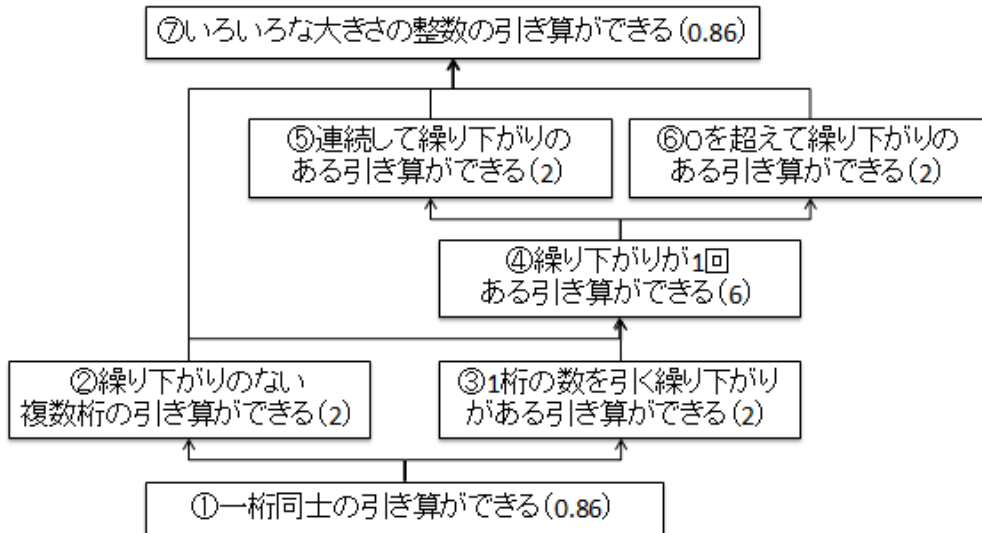 ⑦いろいろな大きさの整数の引き算ができる(0.86)
⑤連続して繰り下がりの
ある引き算ができる(2)
⑥0を超えて繰り下がりの
ある引き算ができる(2)
④繰り下がりが1回
ある引き算ができる(6)
②繰り下がりのない
複数桁の引き算ができる(2)
③1桁の数を引く繰り下がり
がある引き算ができる(2)
①一桁同士の引き算ができる(0.86)